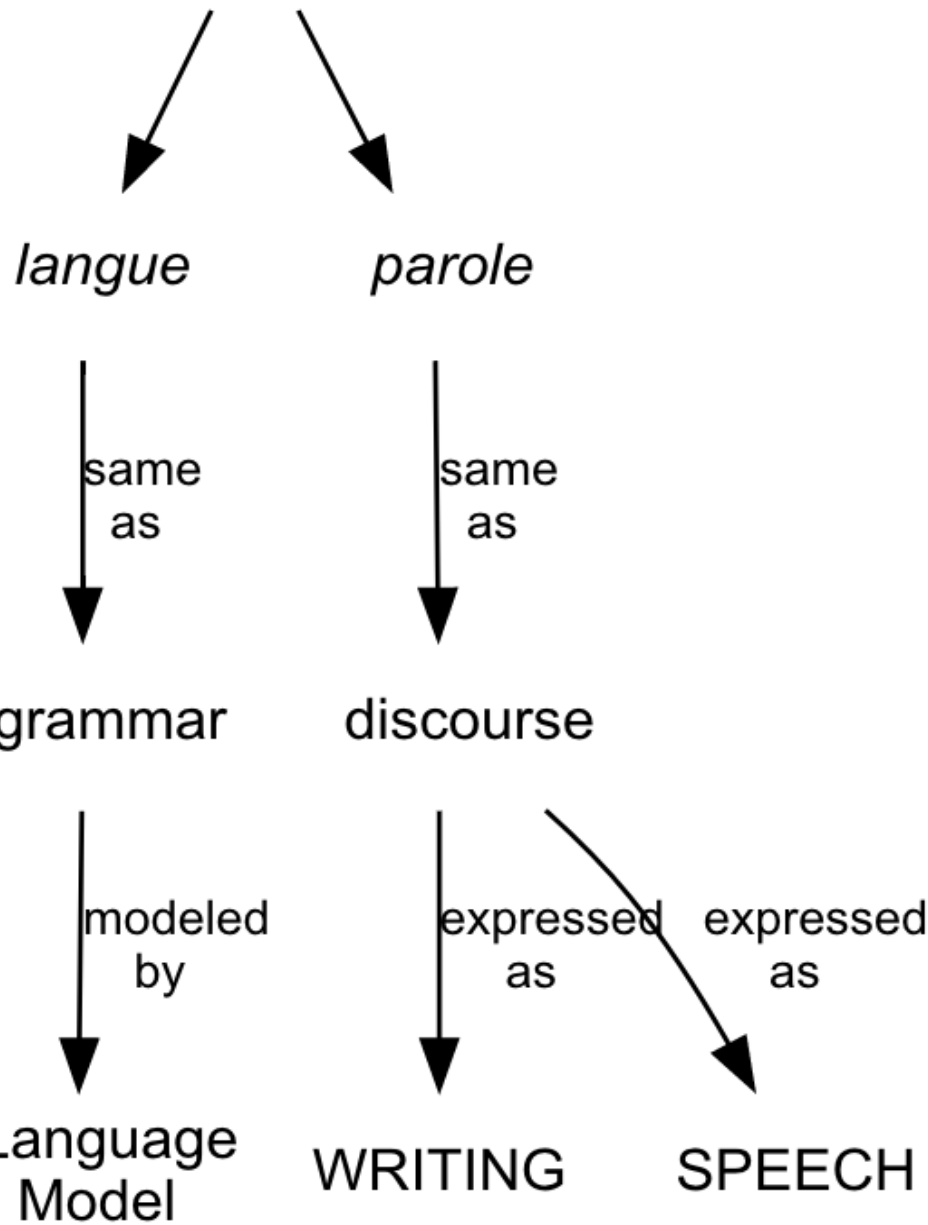 langue parole
same
as
same
as
grammar discourse
modeled
by
expressed
as
expressed
as
Language
Model
WRITING SPEECH